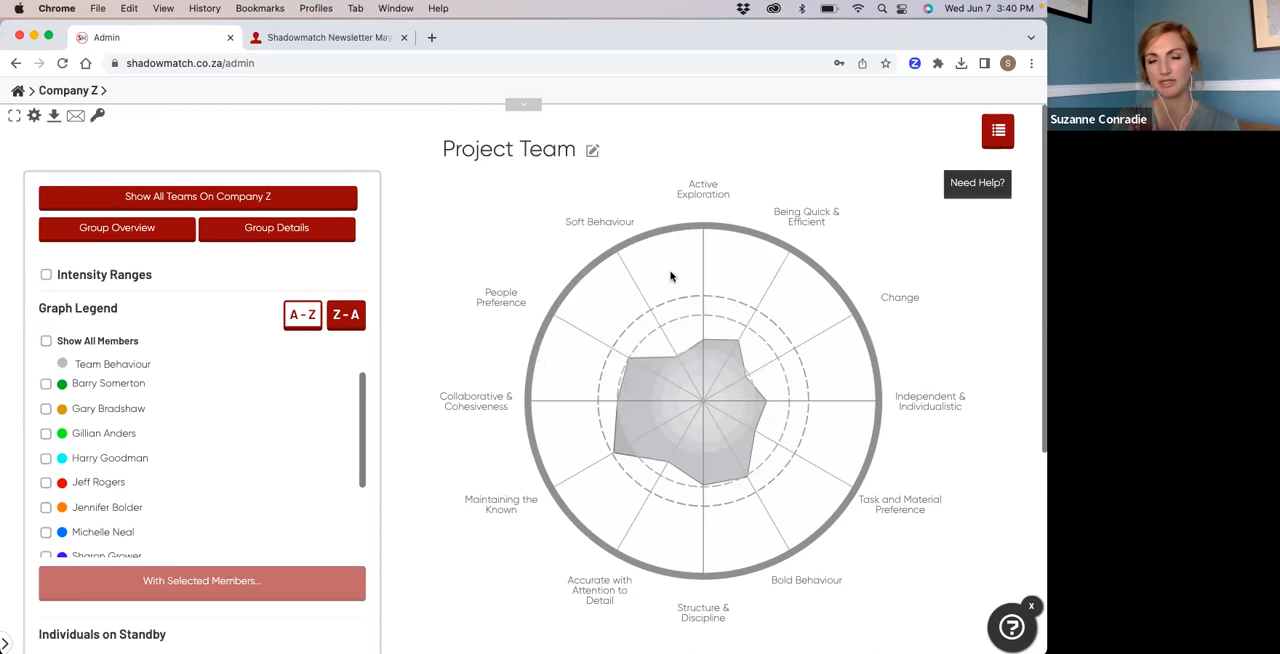 Chrome File Edit View History Bookmarks Profiles Tab Window Help
Wed Jun 7 3:40 PM
SH Admin
Shadowmatch Newsletter May
shadowmatch.co.za/admin
S
Company Z
Project Team
Need Help?
Show All Teams On Company Z
Group Overview
Group Details
Intensity Ranges
Graph Legend
A - Z
Z - A
Show All Members
Team Behaviour
Barry Somerton
Gary Bradshaw
Gillian Anders
Harry Goodman
Jeff Rogers
Jennifer Bolder
Michelle Neal
Sharon Grower
With Selected Members...
Individuals on Standby
Active
Exploration
Being Quick &
Efficient
Change
Independent &
Individualistic
Task and Material
Preference
Bold Behaviour
Structure &
Discipline
Accurate with
Attention to
Detail
Maintaining the
Known
Collaborative &
Cohesiveness
People
Preference
Soft Behaviour
x
?
Suzanne Conradie